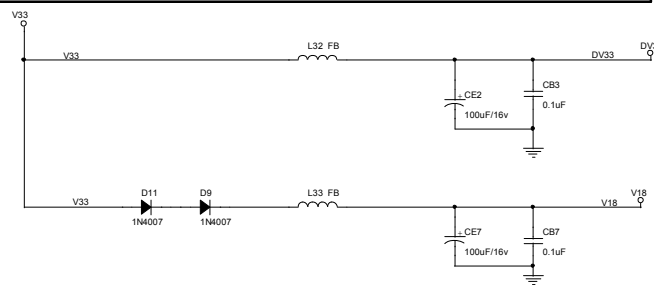 V33
L32 FB
V33
DV33
DV3
CE2
+
100uF/16v
CB3
0.1uF
D11
D9
V33
1N4007
1N4007
L33 FB
V18
V18
CE7
+
100uF/16v
CB7
0.1uF